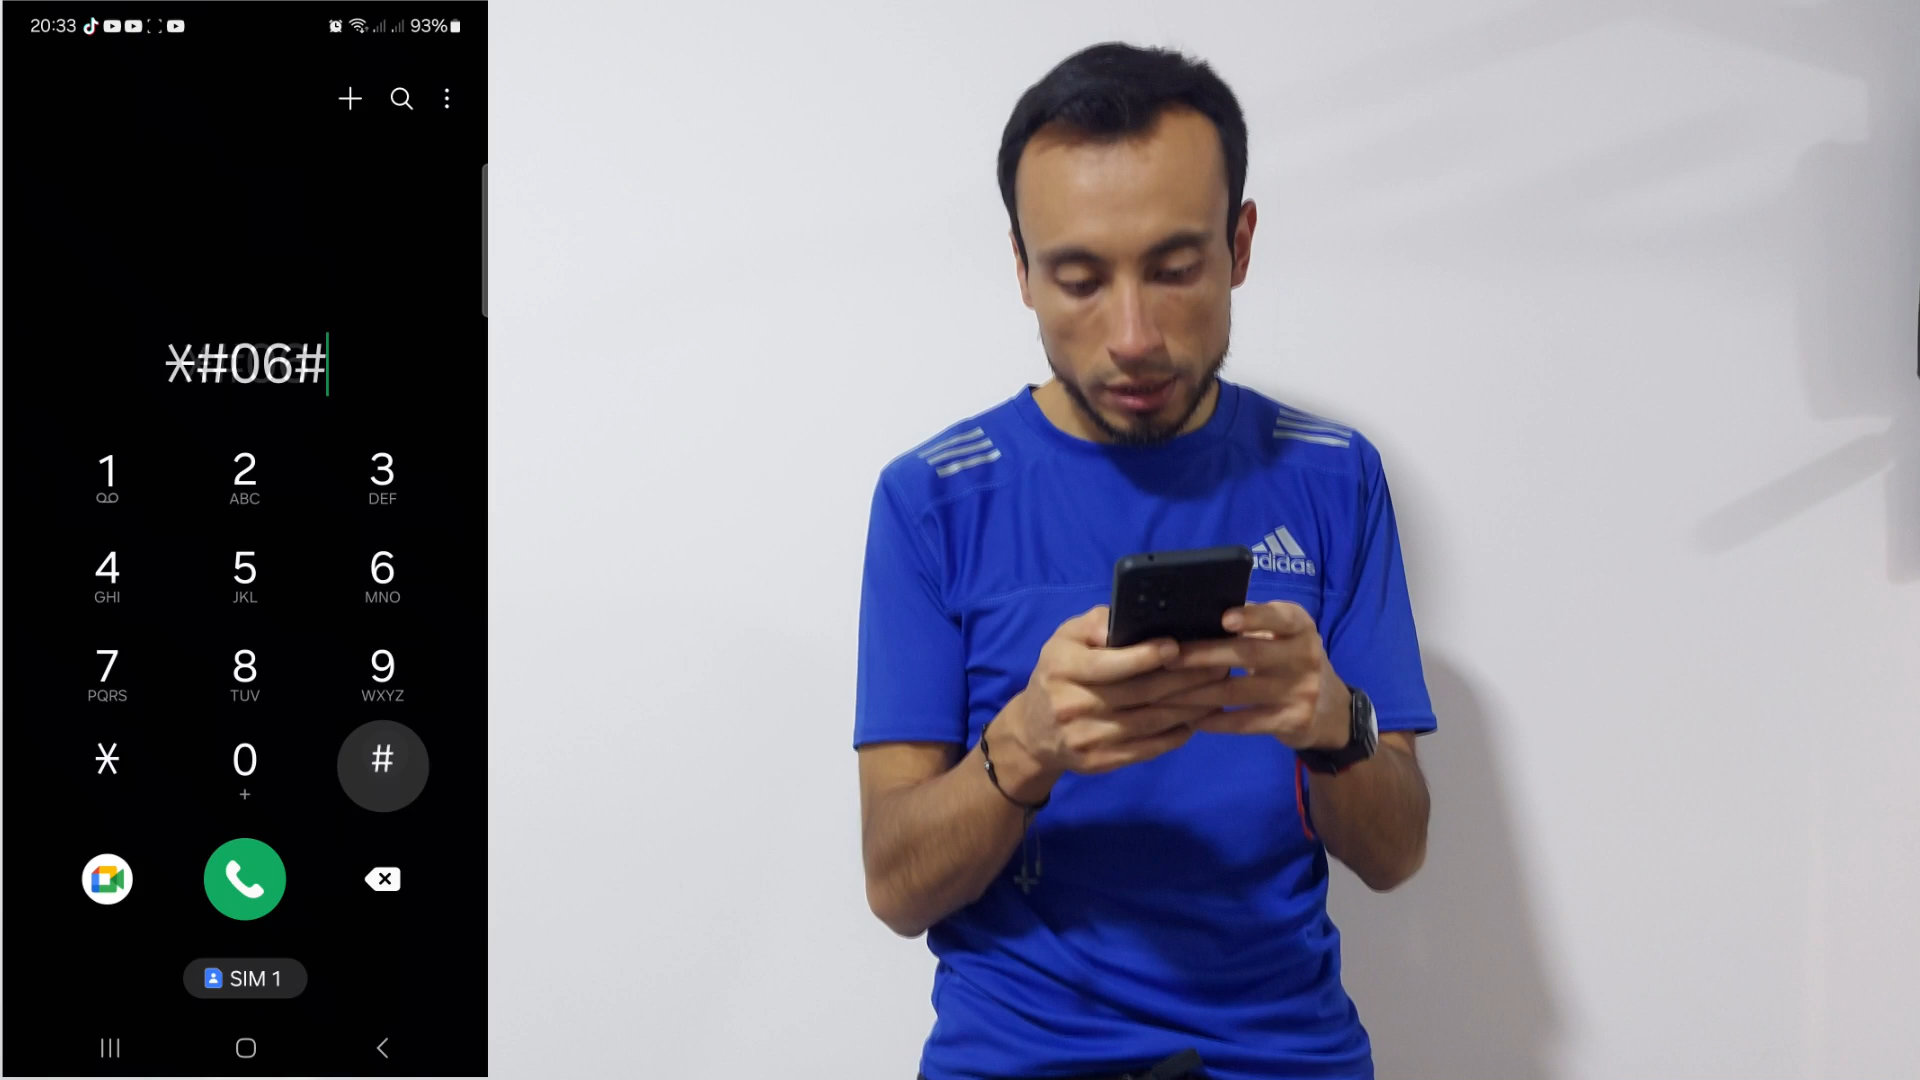 20:33 93%
*#06#
1 2 3
ABC DEF
4 5 6
GHI JKL MNO
7 8 9
PQRS TUV WXYZ
* 0 #
+
SIM 1
adidas